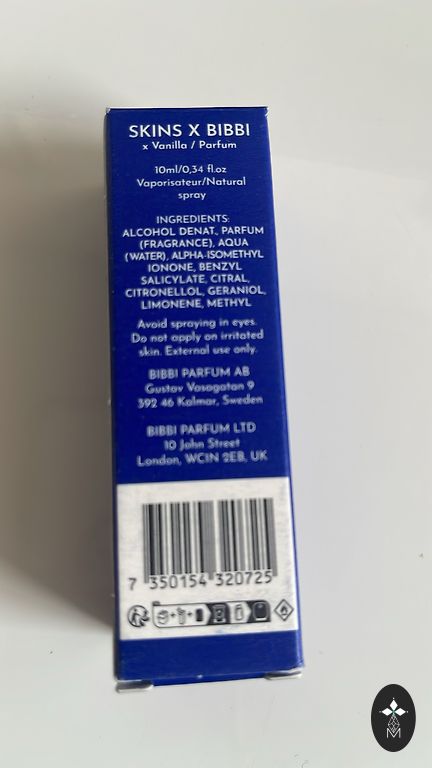 SKINS X BIBBI
x Vanilla / Parfum
10ml/0,34 fl.oz
Vaporisateur/Natural
spray
INGREDIENTS:
ALCOHOL DENAT., PARFUM
(FRAGRANCE), AQUA
(WATER), ALPHA-ISOMETHYL
IONONE, BENZYL
SALICYLATE, CITRAL,
CITRONELLOL, GERANIOL,
LIMONENE, METHYL
Avoid spraying in eyes.
Do not apply on irritated
skin. External use only.
BIBBI PARFUM AB
Gustav Vasagatan 9
392 46 Kalmar, Sweden
BIBBI PARFUM LTD
10 John Street
London, WC1N 2EB, UK
7 350154 320725
M